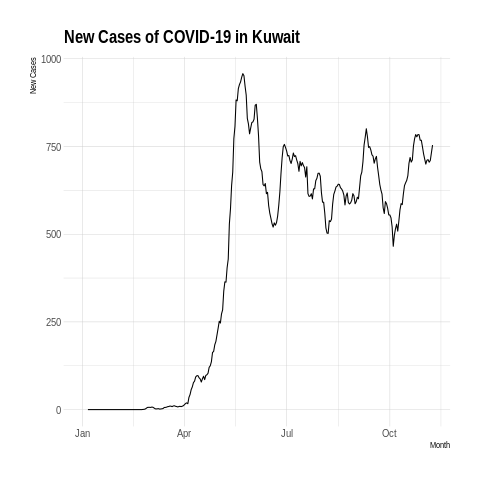 New Cases of COVID-19 in Kuwait
New Cases
1000
750
500
250
0
Jan Apr Jul Oct
Month